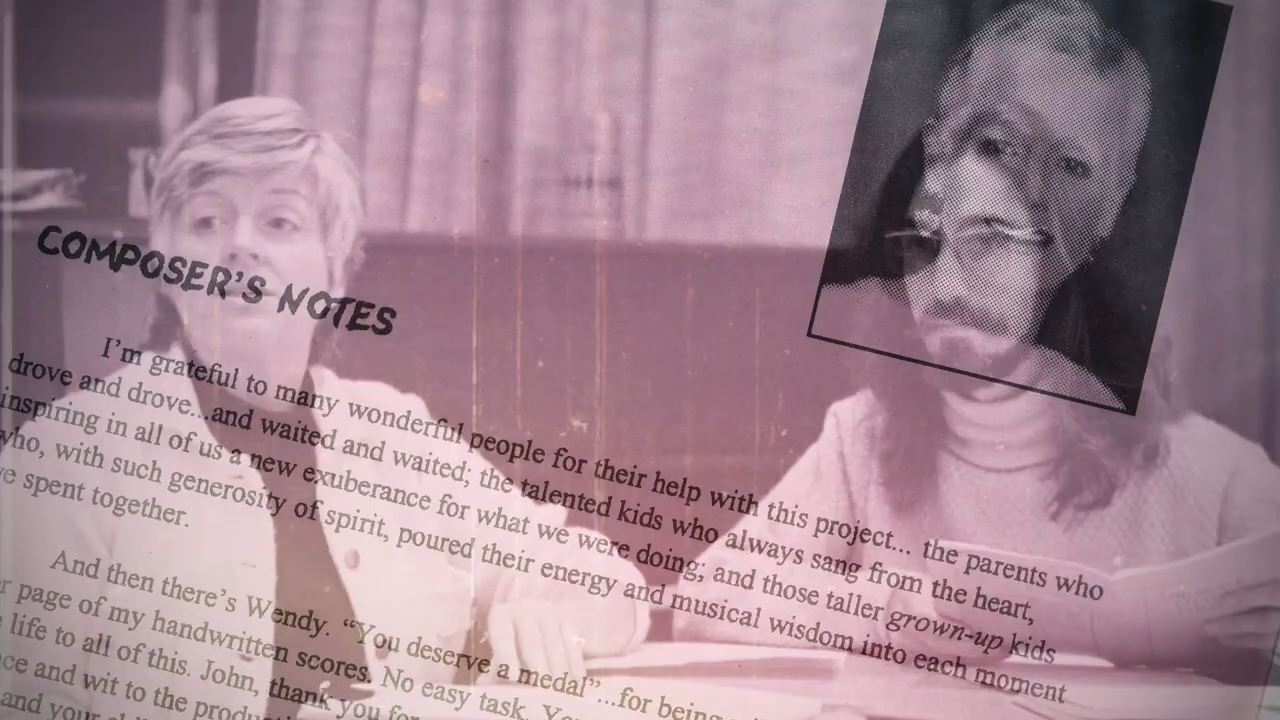 COMPOSER'S NOTES
I'm grateful to many wonderful people for their help with this project... the parents who
drove and drove...and waited and waited; the talented kids who always sang from the heart,
inspiring in all of us a new exuberance for what we were doing; and those taller grown-up kids
who, with such generosity of spirit, poured their energy and musical wisdom into each moment
spent together.
And then there's Wendy. "You deserve a medal"...for being
page of my handwritten scores. No easy task.
life to all of this. John, thank you for
and wit to the
and your